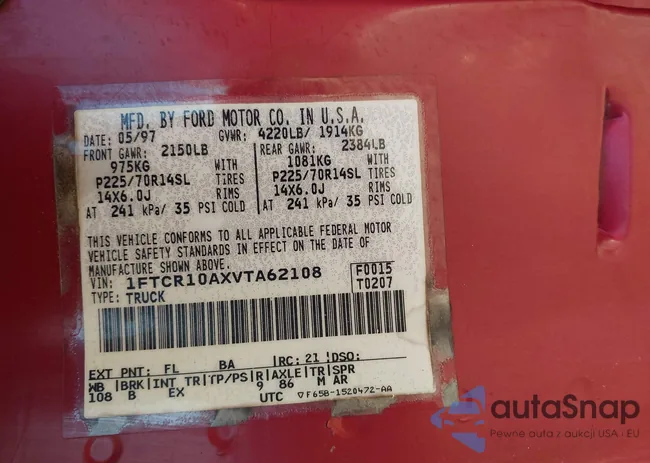 MFD. BY FORD MOTOR CO. IN U.S.A.
DATE: 05/97 GVWR: 4220LB/ 1914KG
FRONT GAWR: 2150LB REAR GAWR: 2384LB
975KG WITH 1081KG WITH
P225/70R14SL TIRES P225/70R14SL TIRES
14X6.0J RIMS 14X6.0J RIMS
AT 241 kPa/ 35 PSI COLD AT 241 kPa/ 35 PSI COLD
THIS VEHICLE CONFORMS TO ALL APPLICABLE FEDERAL MOTOR
VEHICLE SAFETY STANDARDS IN EFFECT ON THE DATE OF
MANUFACTURE SHOWN ABOVE.
VIN: 1FTCR10AXVTA62108 F0015
TYPE: TRUCK T0207
EXT PNT: FL BA RC: 21 DSO:
WB BRK INT TR TP/PS R AXLE TR SPR
108 B EX 9 86 M AR
UTC ▽F65B-1520472-AA
autaSnap
Pewne auta z aukcji USA i EU